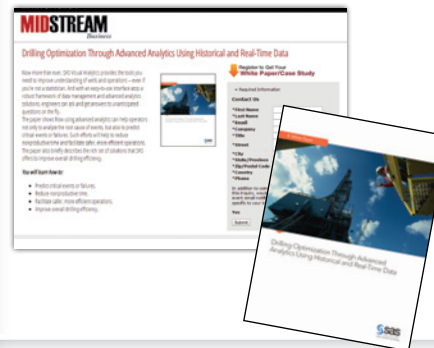 MIDSTREAM
Business
Drilling Optimization Through Advanced Analytics Using Historical and Real-Time Data
Now more than ever, SAS Visual Analytics provides the tools you
need to improve understanding of wells and operations – even if
you're not a statistician. And with an easy-to-use interface atop a
robust framework of data management and advanced analytics
solutions, engineers can ask and get answers to unanticipated
questions on the fly.
The paper shows how using advanced analytics can help operators
not only to analyze the root cause of events, but also to predict
critical events or failures. Such efforts will help to reduce
nonproductive time and facilitate safer, more efficient operations.
The paper also briefly describes the rich set of solutions that SAS
offers to improve overall drilling efficiency.
You will learn how to:
Predict critical events or failures.
Reduce nonproductive time.
Facilitate safer, more efficient operations.
Improve overall drilling efficiency.
Register to Get Your
White Paper/Case Study
Required Information
Contact Us
*First Name
*Last Name
*Email
*Company
*Title
*Street
*City
*State/Province
*Zip/Postal Code
*Country
*Phone
Yes
Submit
Drilling Optimization Through Advanced
Analytics Using Historical and Real-Time Data
sas